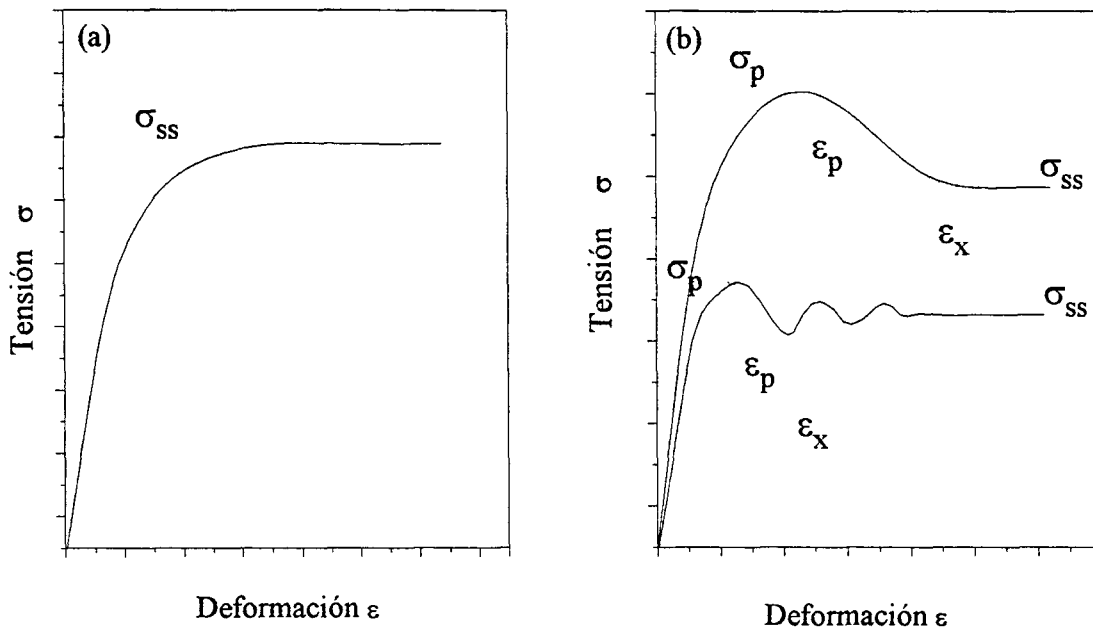 (a)
σss
Tensión σ
Deformación ε
(b)
σp
εp
σss
εx
σp
σss
εp
εx
Tensión σ
Deformación ε